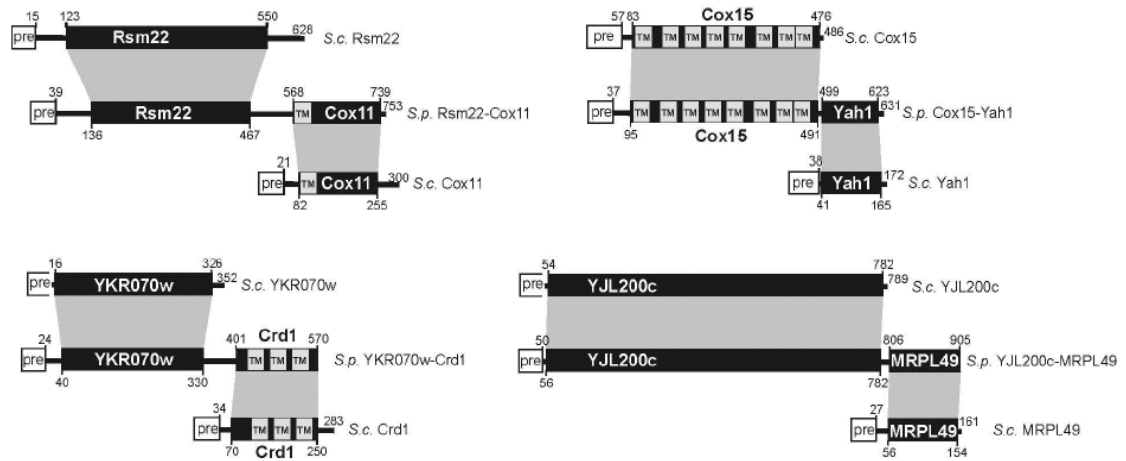 15 123 550
pre Rsm22 628 S.c. Rsm22
39 568 739
pre Rsm22 TM Cox11 753 S.p. Rsm22-Cox11
136 467
21
pre TM Cox11 300 S.c. Cox11
82 255
57 83 Cox15 476
pre TM TM TM TM TM TM TM TM 486 S.c. Cox15
37 499 623
pre TM TM TM TM TM TM TM TM Yah1 631 S.p. Cox15-Yah1
95 Cox15 491
38
pre Yah1 172 S.c. Yah1
41 165
16 326
pre YKR070w 352 S.c. YKR070w
24 401 Crd1 570
pre YKR070w TM TM TM S.p. YKR070w-Crd1
40 330
34
pre TM TM TM 283 S.c. Crd1
70 Crd1 250
54 782
pre YJL200c 789 S.c. YJL200c
50 806 905
pre YJL200c MRPL49 S.p. YJL200c-MRPL49
56 782
27
pre MRPL49 161 S.c. MRPL49
56 154